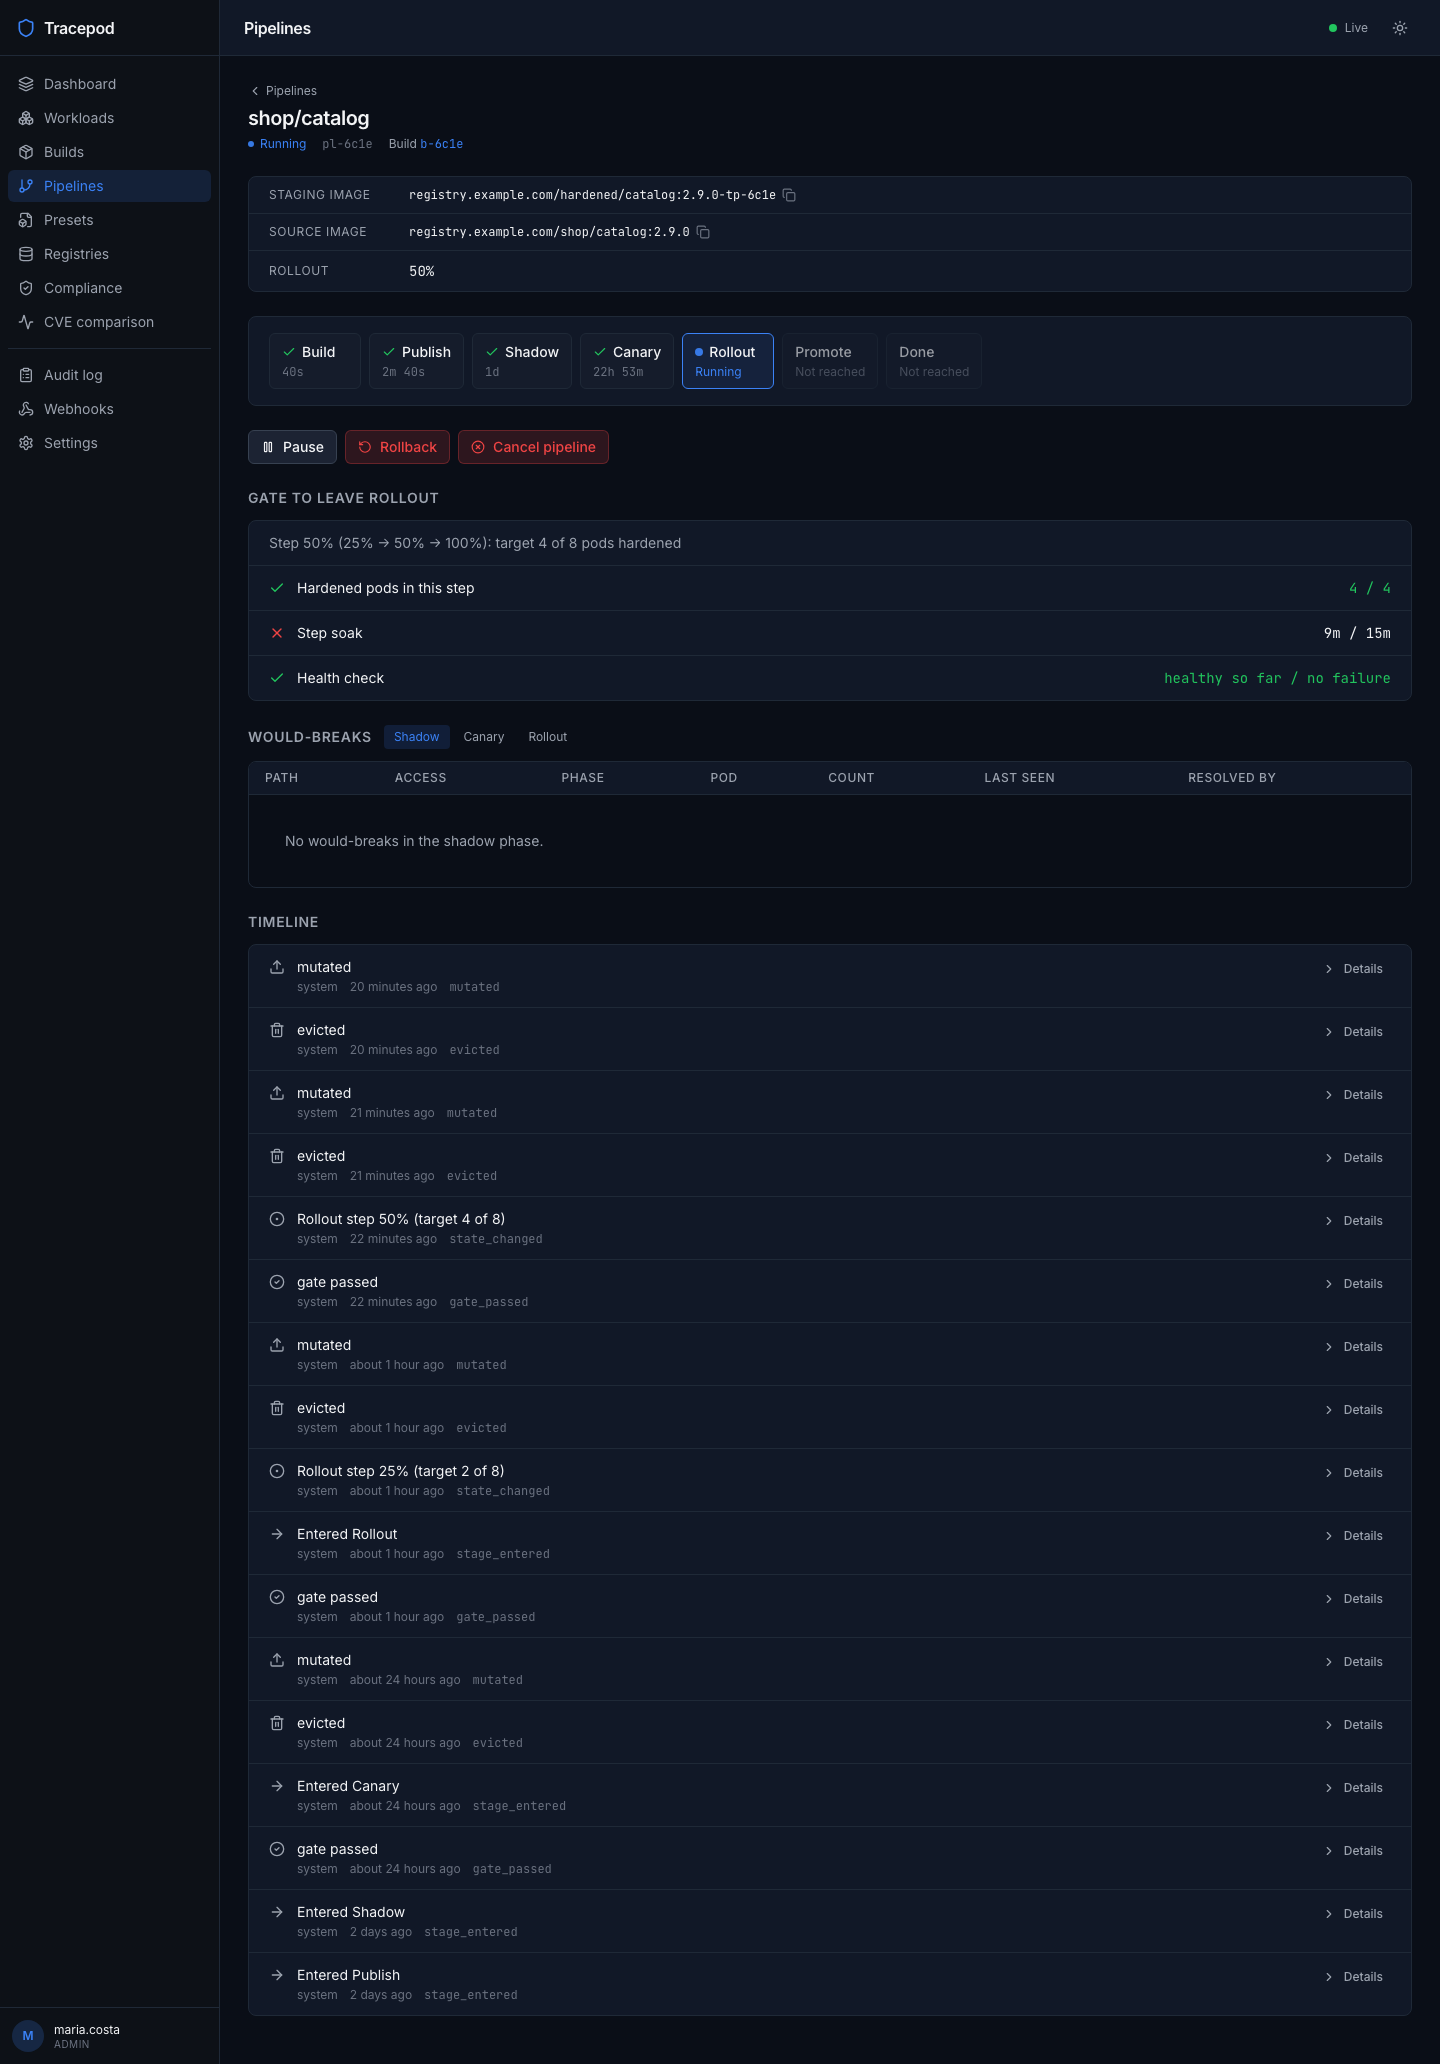 Tracepod
Pipelines
Live
Dashboard
Workloads
Builds
Pipelines
Presets
Registries
Compliance
CVE comparison
Audit log
Webhooks
Settings
Pipelines
shop/catalog
Running pl-6c1e Build b-6c1e
STAGING IMAGE registry.example.com/hardened/catalog:2.9.0-tp-6c1e
SOURCE IMAGE registry.example.com/shop/catalog:2.9.0
ROLLOUT 50%
Build Publish Shadow Canary Rollout Promote Done
40s 2m 40s 1d 22h 53m Running Not reached Not reached
Pause Rollback Cancel pipeline
GATE TO LEAVE ROLLOUT
Step 50% (25% → 50% → 100%): target 4 of 8 pods hardened
Hardened pods in this step 4 / 4
Step soak 9m / 15m
Health check healthy so far / no failure
WOULD-BREAKS Shadow Canary Rollout
PATH ACCESS PHASE POD COUNT LAST SEEN RESOLVED BY
No would-breaks in the shadow phase.
TIMELINE
mutated Details
system 20 minutes ago mutated
evicted Details
system 20 minutes ago evicted
mutated Details
system 21 minutes ago mutated
evicted Details
system 21 minutes ago evicted
Rollout step 50% (target 4 of 8) Details
system 22 minutes ago state_changed
gate passed Details
system 22 minutes ago gate_passed
mutated Details
system about 1 hour ago mutated
evicted Details
system about 1 hour ago evicted
Rollout step 25% (target 2 of 8) Details
system about 1 hour ago state_changed
Entered Rollout Details
system about 1 hour ago stage_entered
gate passed Details
system about 1 hour ago gate_passed
mutated Details
system about 24 hours ago mutated
evicted Details
system about 24 hours ago evicted
Entered Canary Details
system about 24 hours ago stage_entered
gate passed Details
system about 24 hours ago gate_passed
Entered Shadow Details
system 2 days ago stage_entered
Entered Publish Details
system 2 days ago stage_entered
M
maria.costa
ADMIN